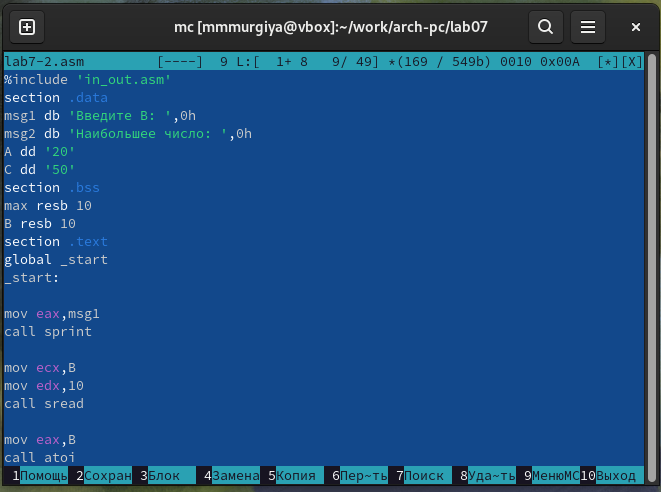 mc [mmmurgiya@vbox]:~/work/arch-pc/lab07
lab7-2.asm [----] 9 L:[ 1+ 8 9/ 49] *(169 / 549b) 0010 0x00A [*][X]
%include 'in_out.asm'
section .data
msg1 db 'Введите B: ',0h
msg2 db 'Наибольшее число: ',0h
A dd '20'
C dd '50'
section .bss
max resb 10
B resb 10
section .text
global _start
_start:
mov eax,msg1
call sprint
mov ecx,B
mov edx,10
call sread
mov eax,B
call atoi
1Помощь 2Сохран 3Блок 4Замена 5Копия 6Пер~ть 7Поиск 8Уда~ть 9МенюMC 10Выход